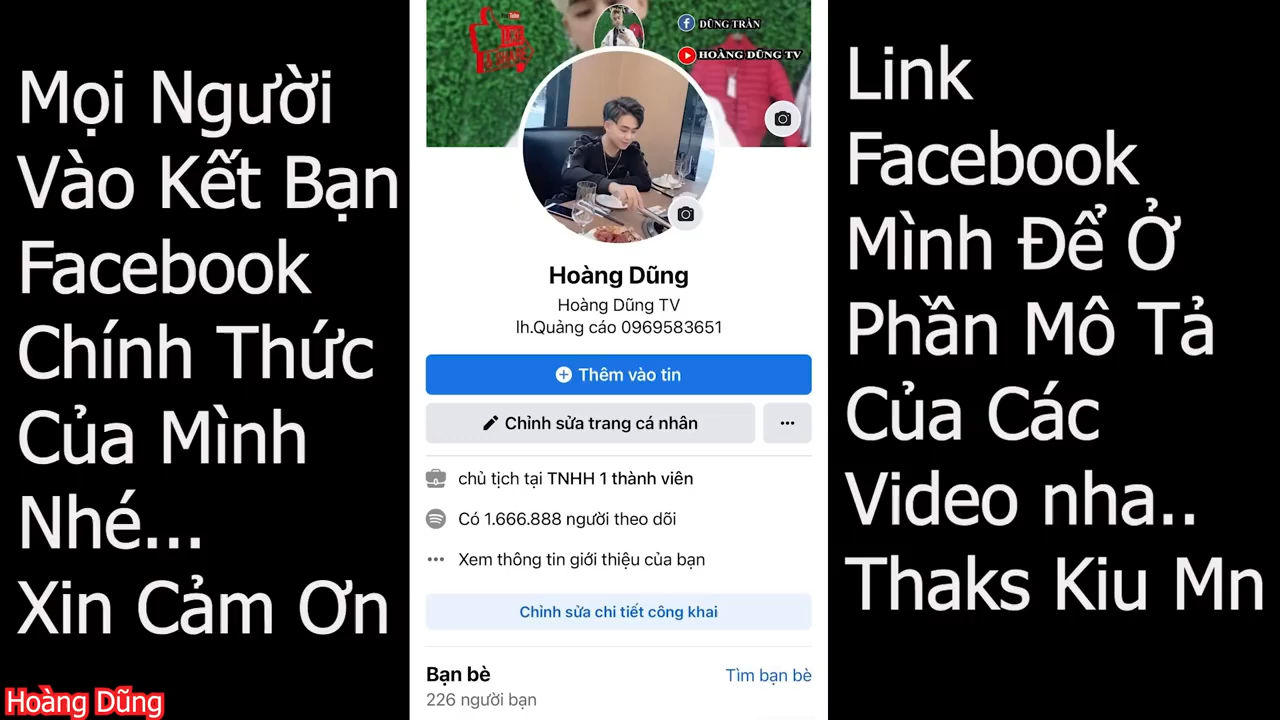 Mọi Người
Vào Kết Bạn
Facebook
Chính Thức
Của Mình
Nhé...
Xin Cảm Ơn
Hoàng Dũng
YouTube
DŨNG TRẦN
HOÀNG DŨNG TV
Hoàng Dũng
Hoàng Dũng TV
lh.Quảng cáo 0969583651
Thêm vào tin
Chỉnh sửa trang cá nhân
chủ tịch tại TNHH 1 thành viên
Có 1.666.888 người theo dõi
Xem thông tin giới thiệu của bạn
Chỉnh sửa chi tiết công khai
Bạn bè
Tìm bạn bè
226 người bạn
Link
Facebook
Mình Để Ở
Phần Mô Tả
Của Các
Video nha..
Thaks Kiu Mn